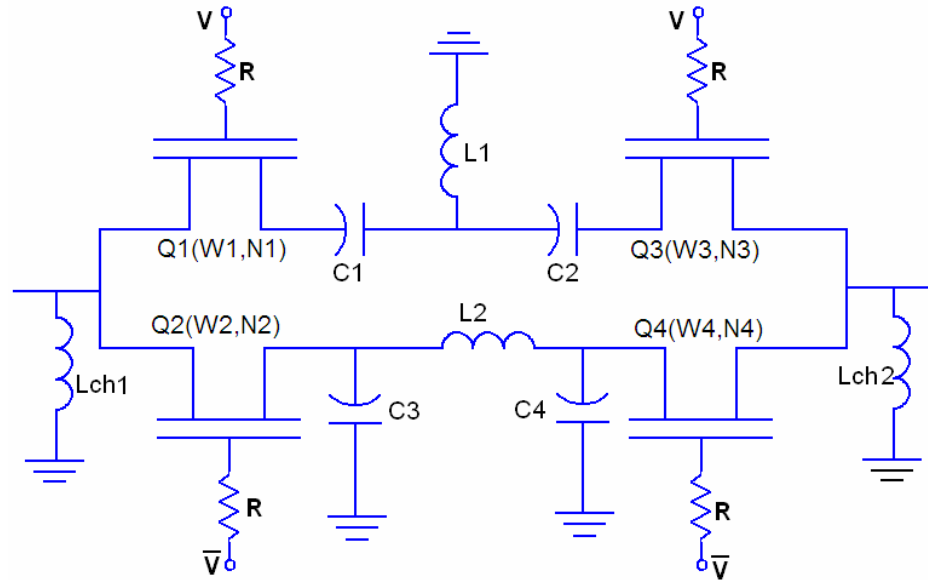 V
V
R
R
L1
Q1(W1,N1)
C1
C2
Q3(W3,N3)
Q2(W2,N2)
L2
Q4(W4,N4)
Lch1
C3
C4
Lch2
R
R
V̅
V̅